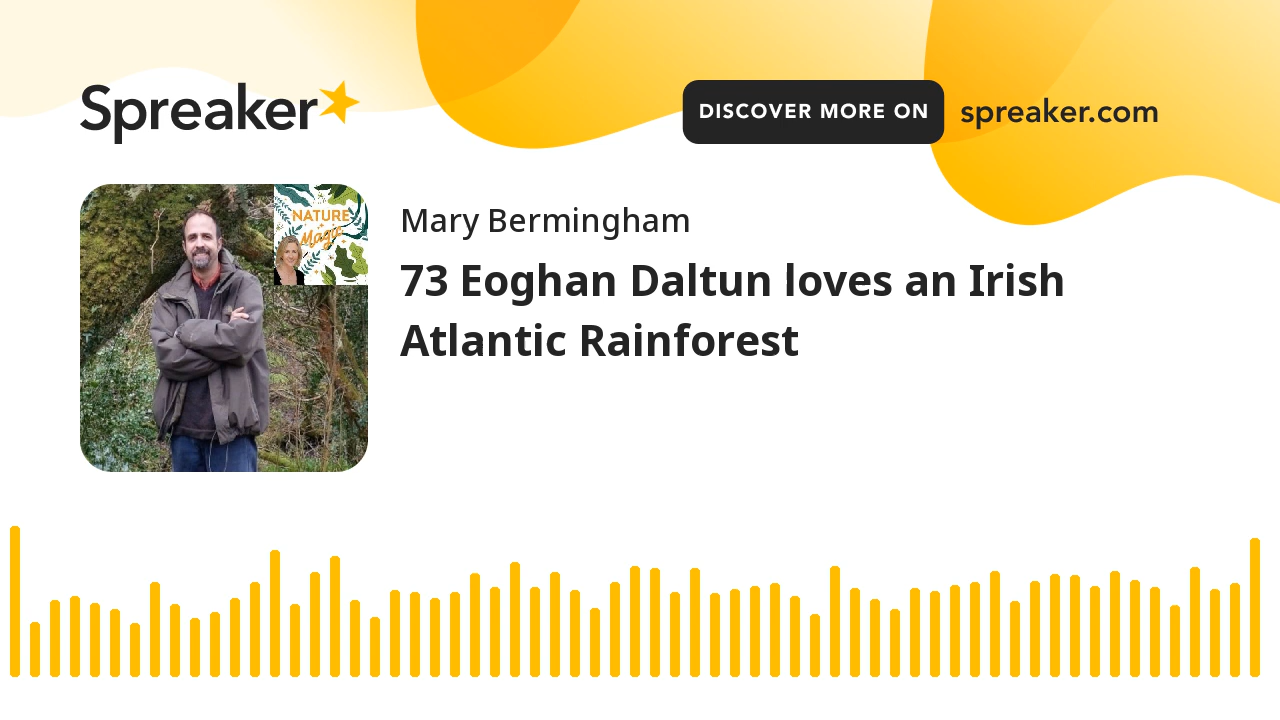 Spreaker
DISCOVER MORE ON
spreaker.com
NATURE
Magic
Mary Bermingham
73 Eoghan Daltun loves an Irish
Atlantic Rainforest